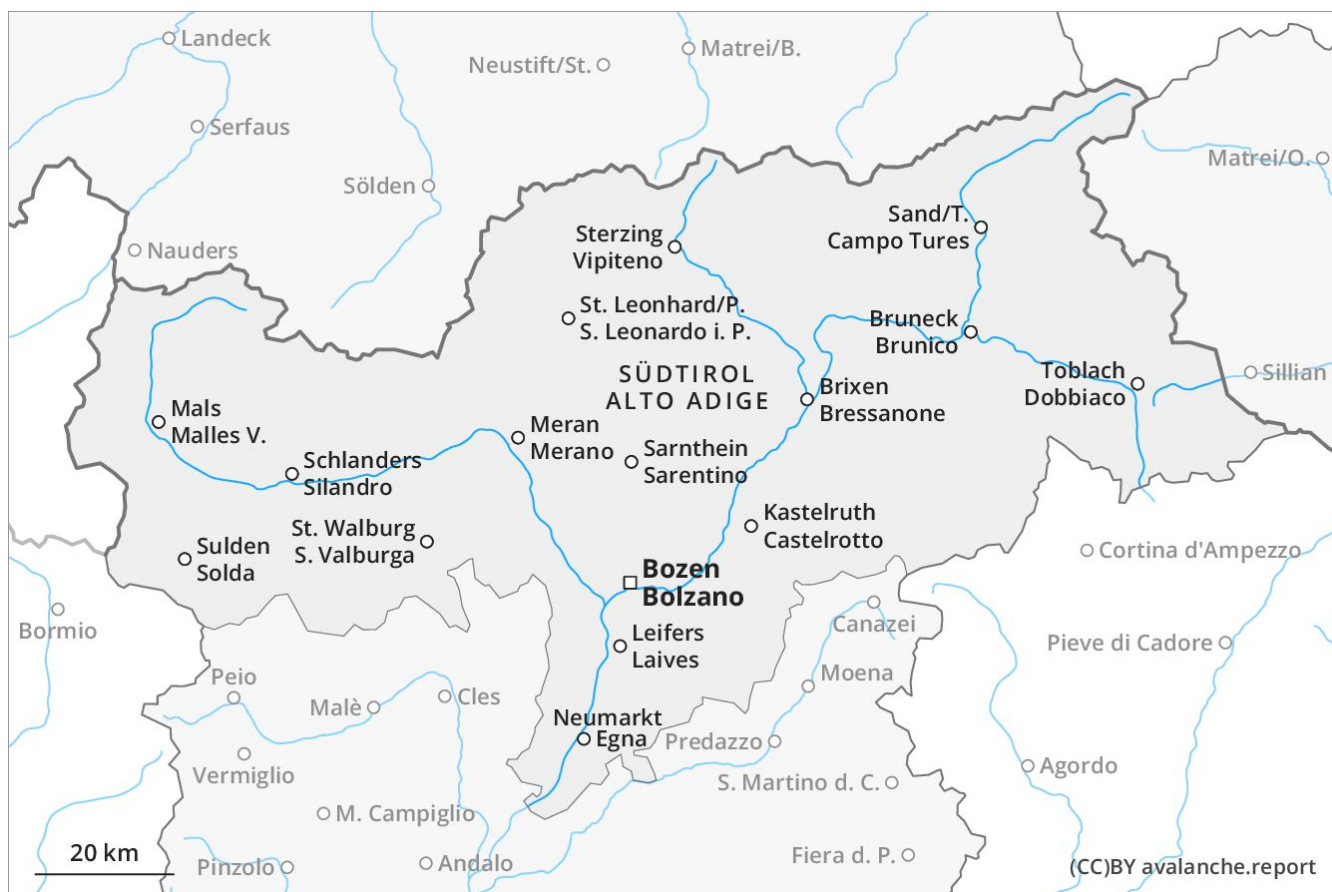 Landeck
Neustift/St.
Matrei/B.
Serfaus
Sölden
Matrei/O.
Nauders
Sand/T.
Campo Tures
Sterzing
Vipiteno
St. Leonhard/P.
S. Leonardo i. P.
Bruneck
Brunico
SÜDTIROL
ALTO ADIGE
Toblach
Dobbiaco
Sillian
Brixen
Bressanone
Mals
Malles V.
Meran
Merano
Sarnthein
Sarentino
Schlanders
Silandro
Kastelruth
Castelrotto
St. Walburg
S. Valburga
Sulden
Solda
Cortina d'Ampezzo
Bozen
Bolzano
Bormio
Canazei
Leifers
Laives
Pieve di Cadore
Peio
Moena
Malè
Cles
Neumarkt
Egna
Predazzo
Vermiglio
Agordo
S. Martino d. C.
M. Campiglio
20 km
Pinzolo
Andalo
Fiera d. P.
(CC)BY avalanche.report